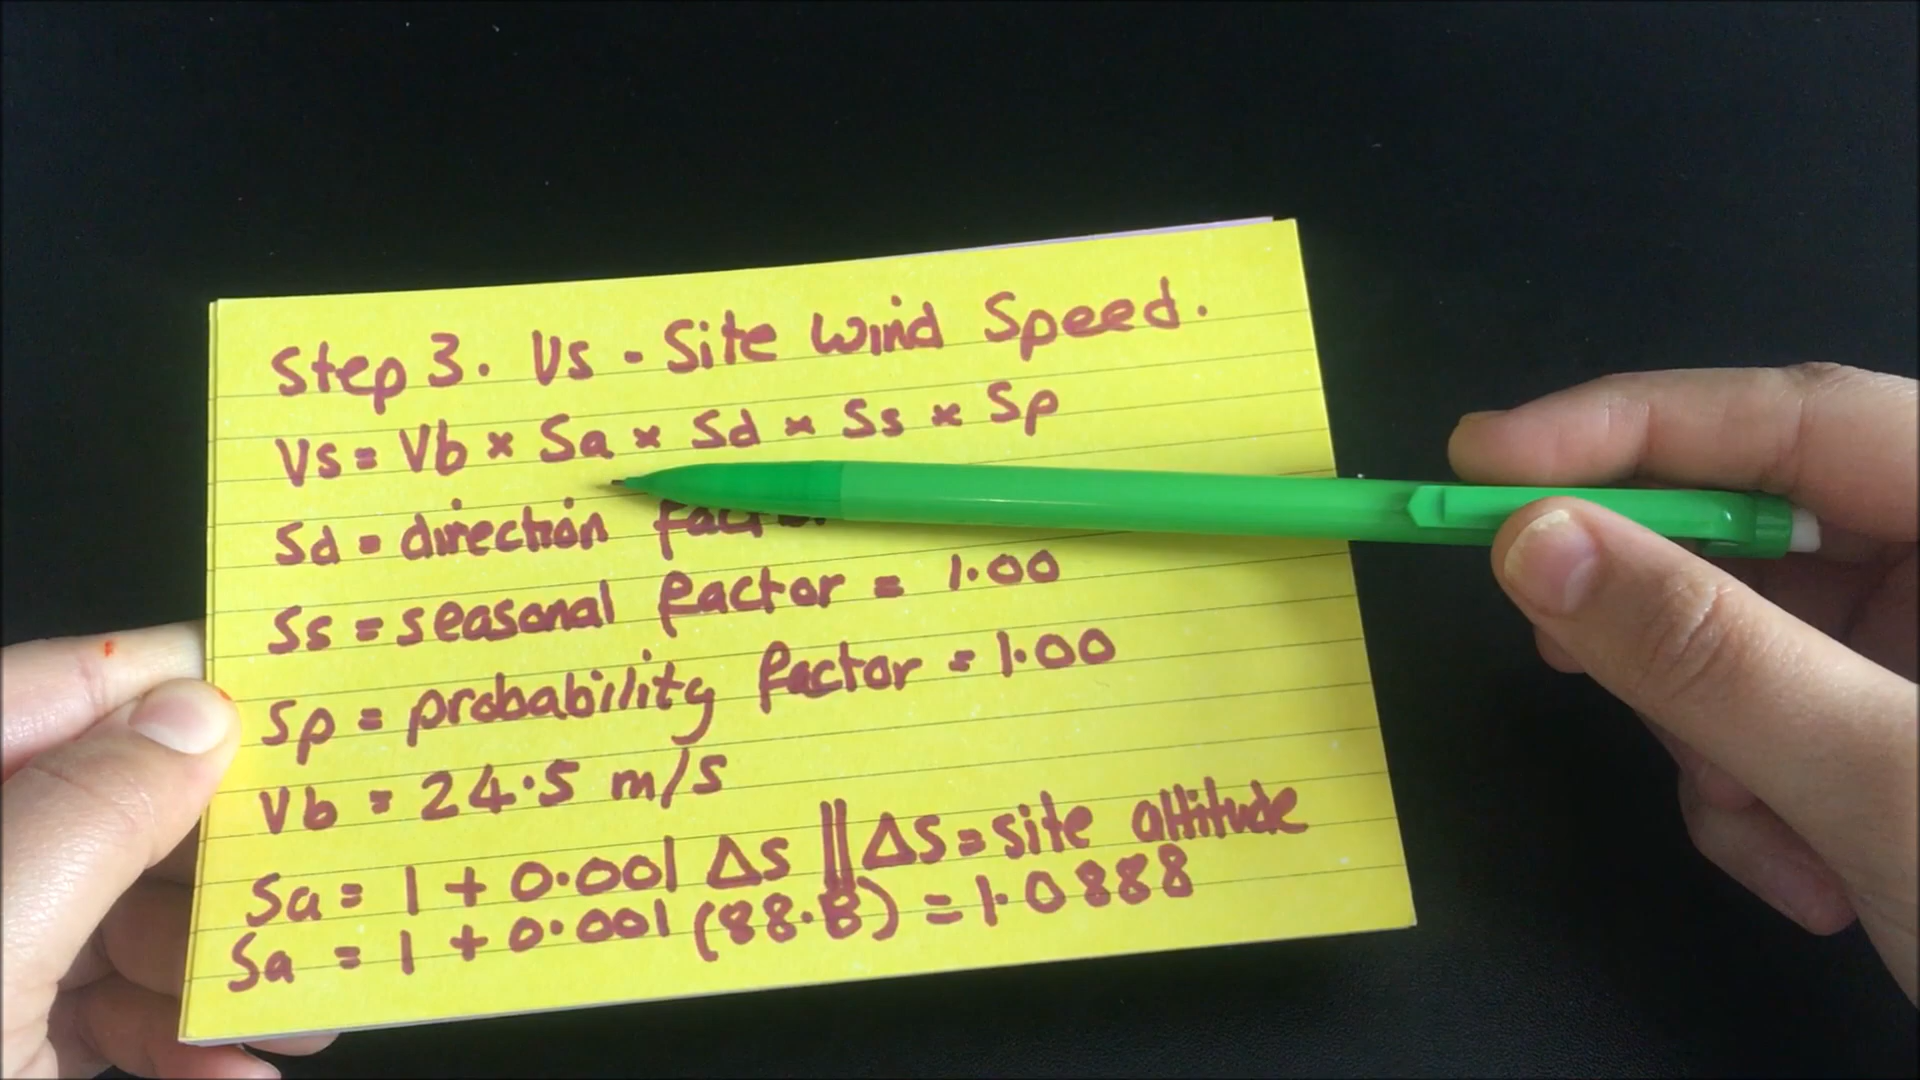 Step 3. Vs - Site Wind Speed.
Vs = Vb × Sa × Sd × Ss × Sp
Sd = direction factor
Ss = seasonal factor = 1.00
Sp = probability factor = 1.00
Vb = 24.5 m/s
Sa = 1 + 0.001 ΔS || ΔS = site altitude
Sa = 1 + 0.001 (88.8) = 1.0888